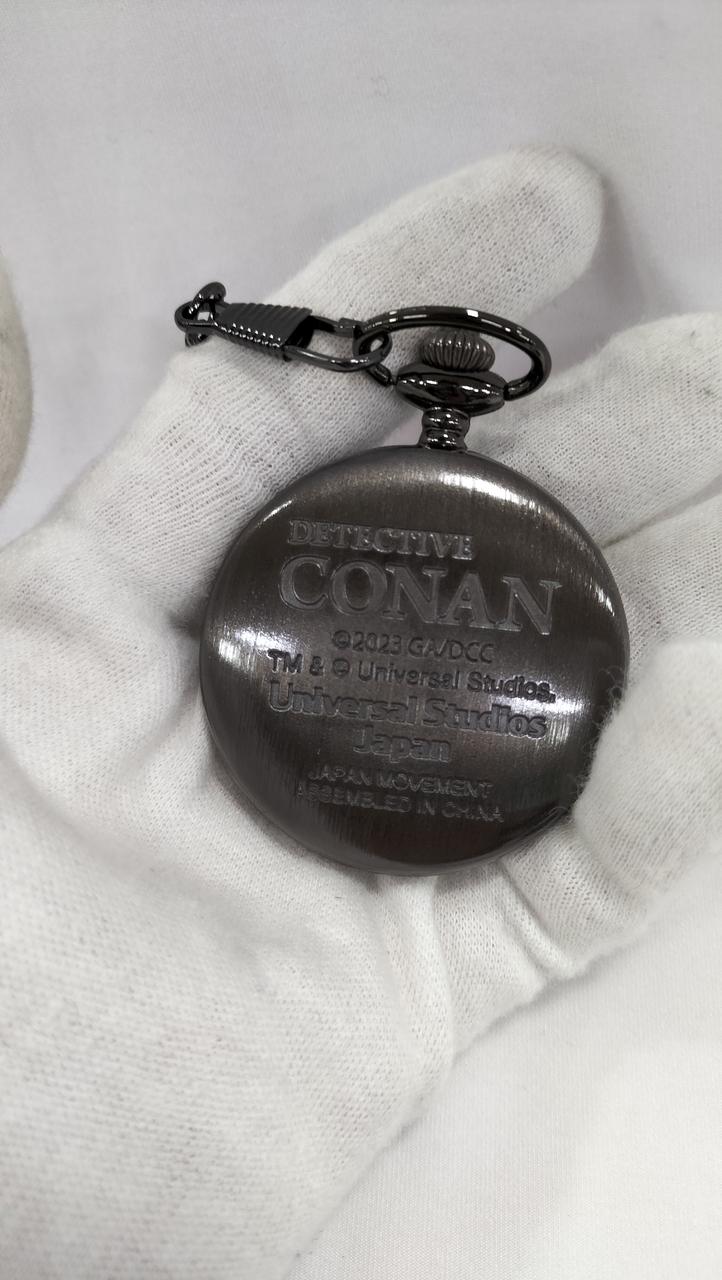 DETECTIVE
CONAN
©2023 GA/DCC
TM & © Universal Studios.
Universal Studios
Japan
JAPAN MOVEMENT
ASSEMBLED IN CHINA